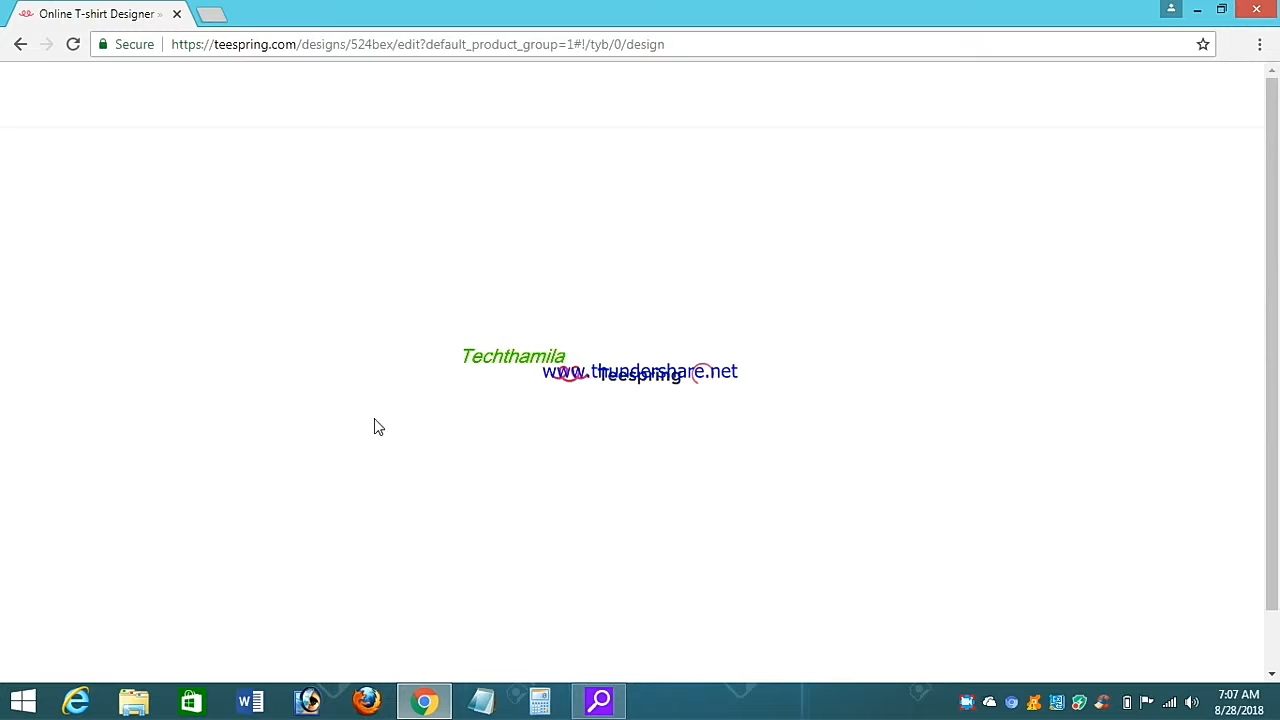 Online T-shirt Designer »
Secure
https://teespring.com/designs/524bex/edit?default_product_group=1#!/tyb/0/design
Techthamila
www.thundershare.net
Teespring
7:07 AM
8/28/2018